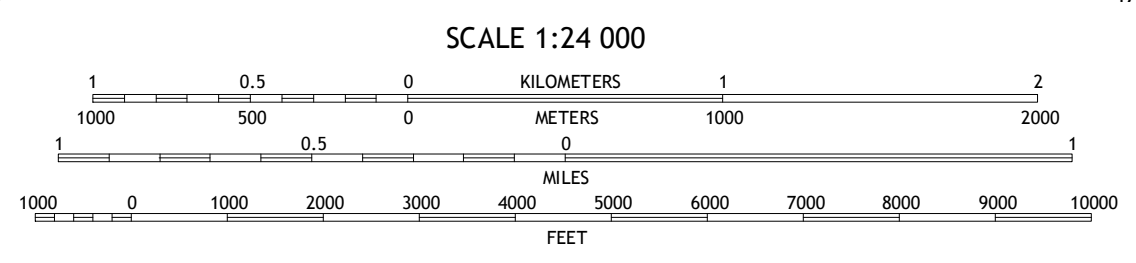 SCALE 1:24 000
1 0.5 0 KILOMETERS 1 2
1000 500 0 METERS 1000 2000
1 0.5 0 1
MILES
1000 0 1000 2000 3000 4000 5000 6000 7000 8000 9000 10000
FEET